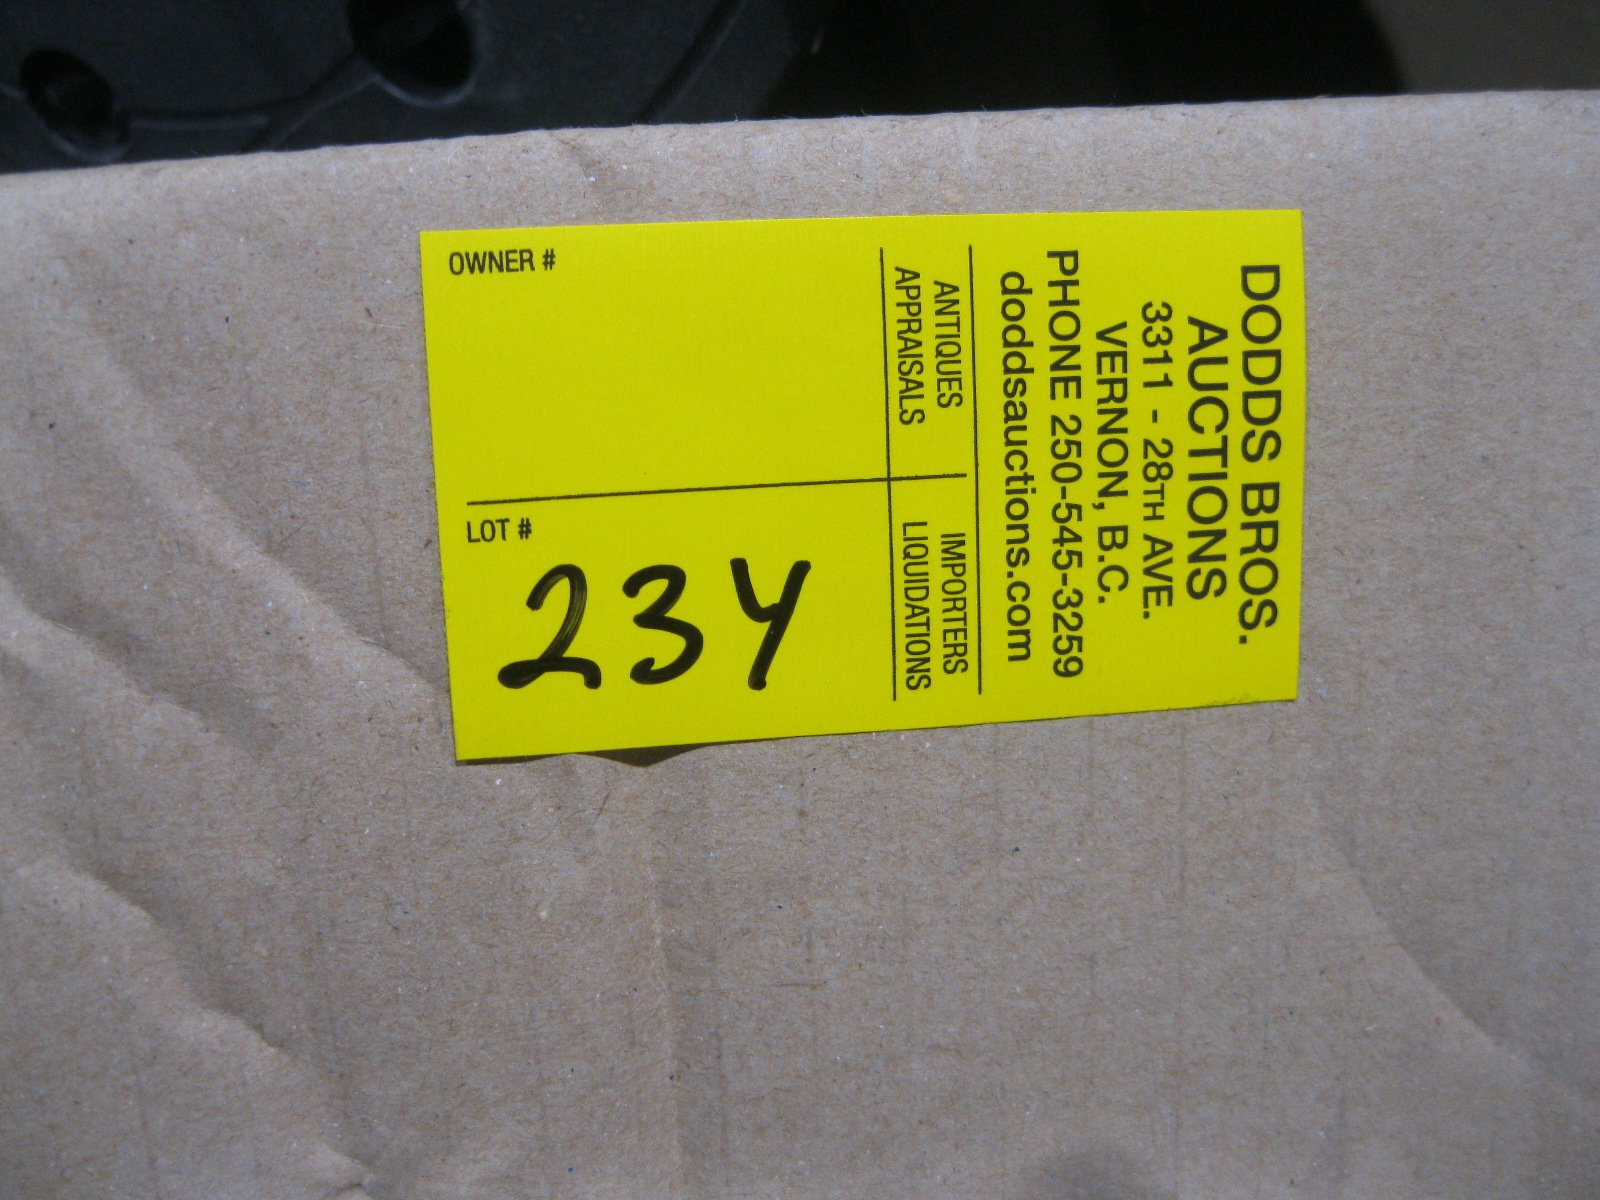 DODDS BROS.
AUCTIONS
3311 - 28TH AVE.
VERNON, B.C.
PHONE 250-545-3259
doddsauctions.com
ANTIQUES
APPRAISALS
IMPORTERS
LIQUIDATIONS
OWNER #
LOT #
234